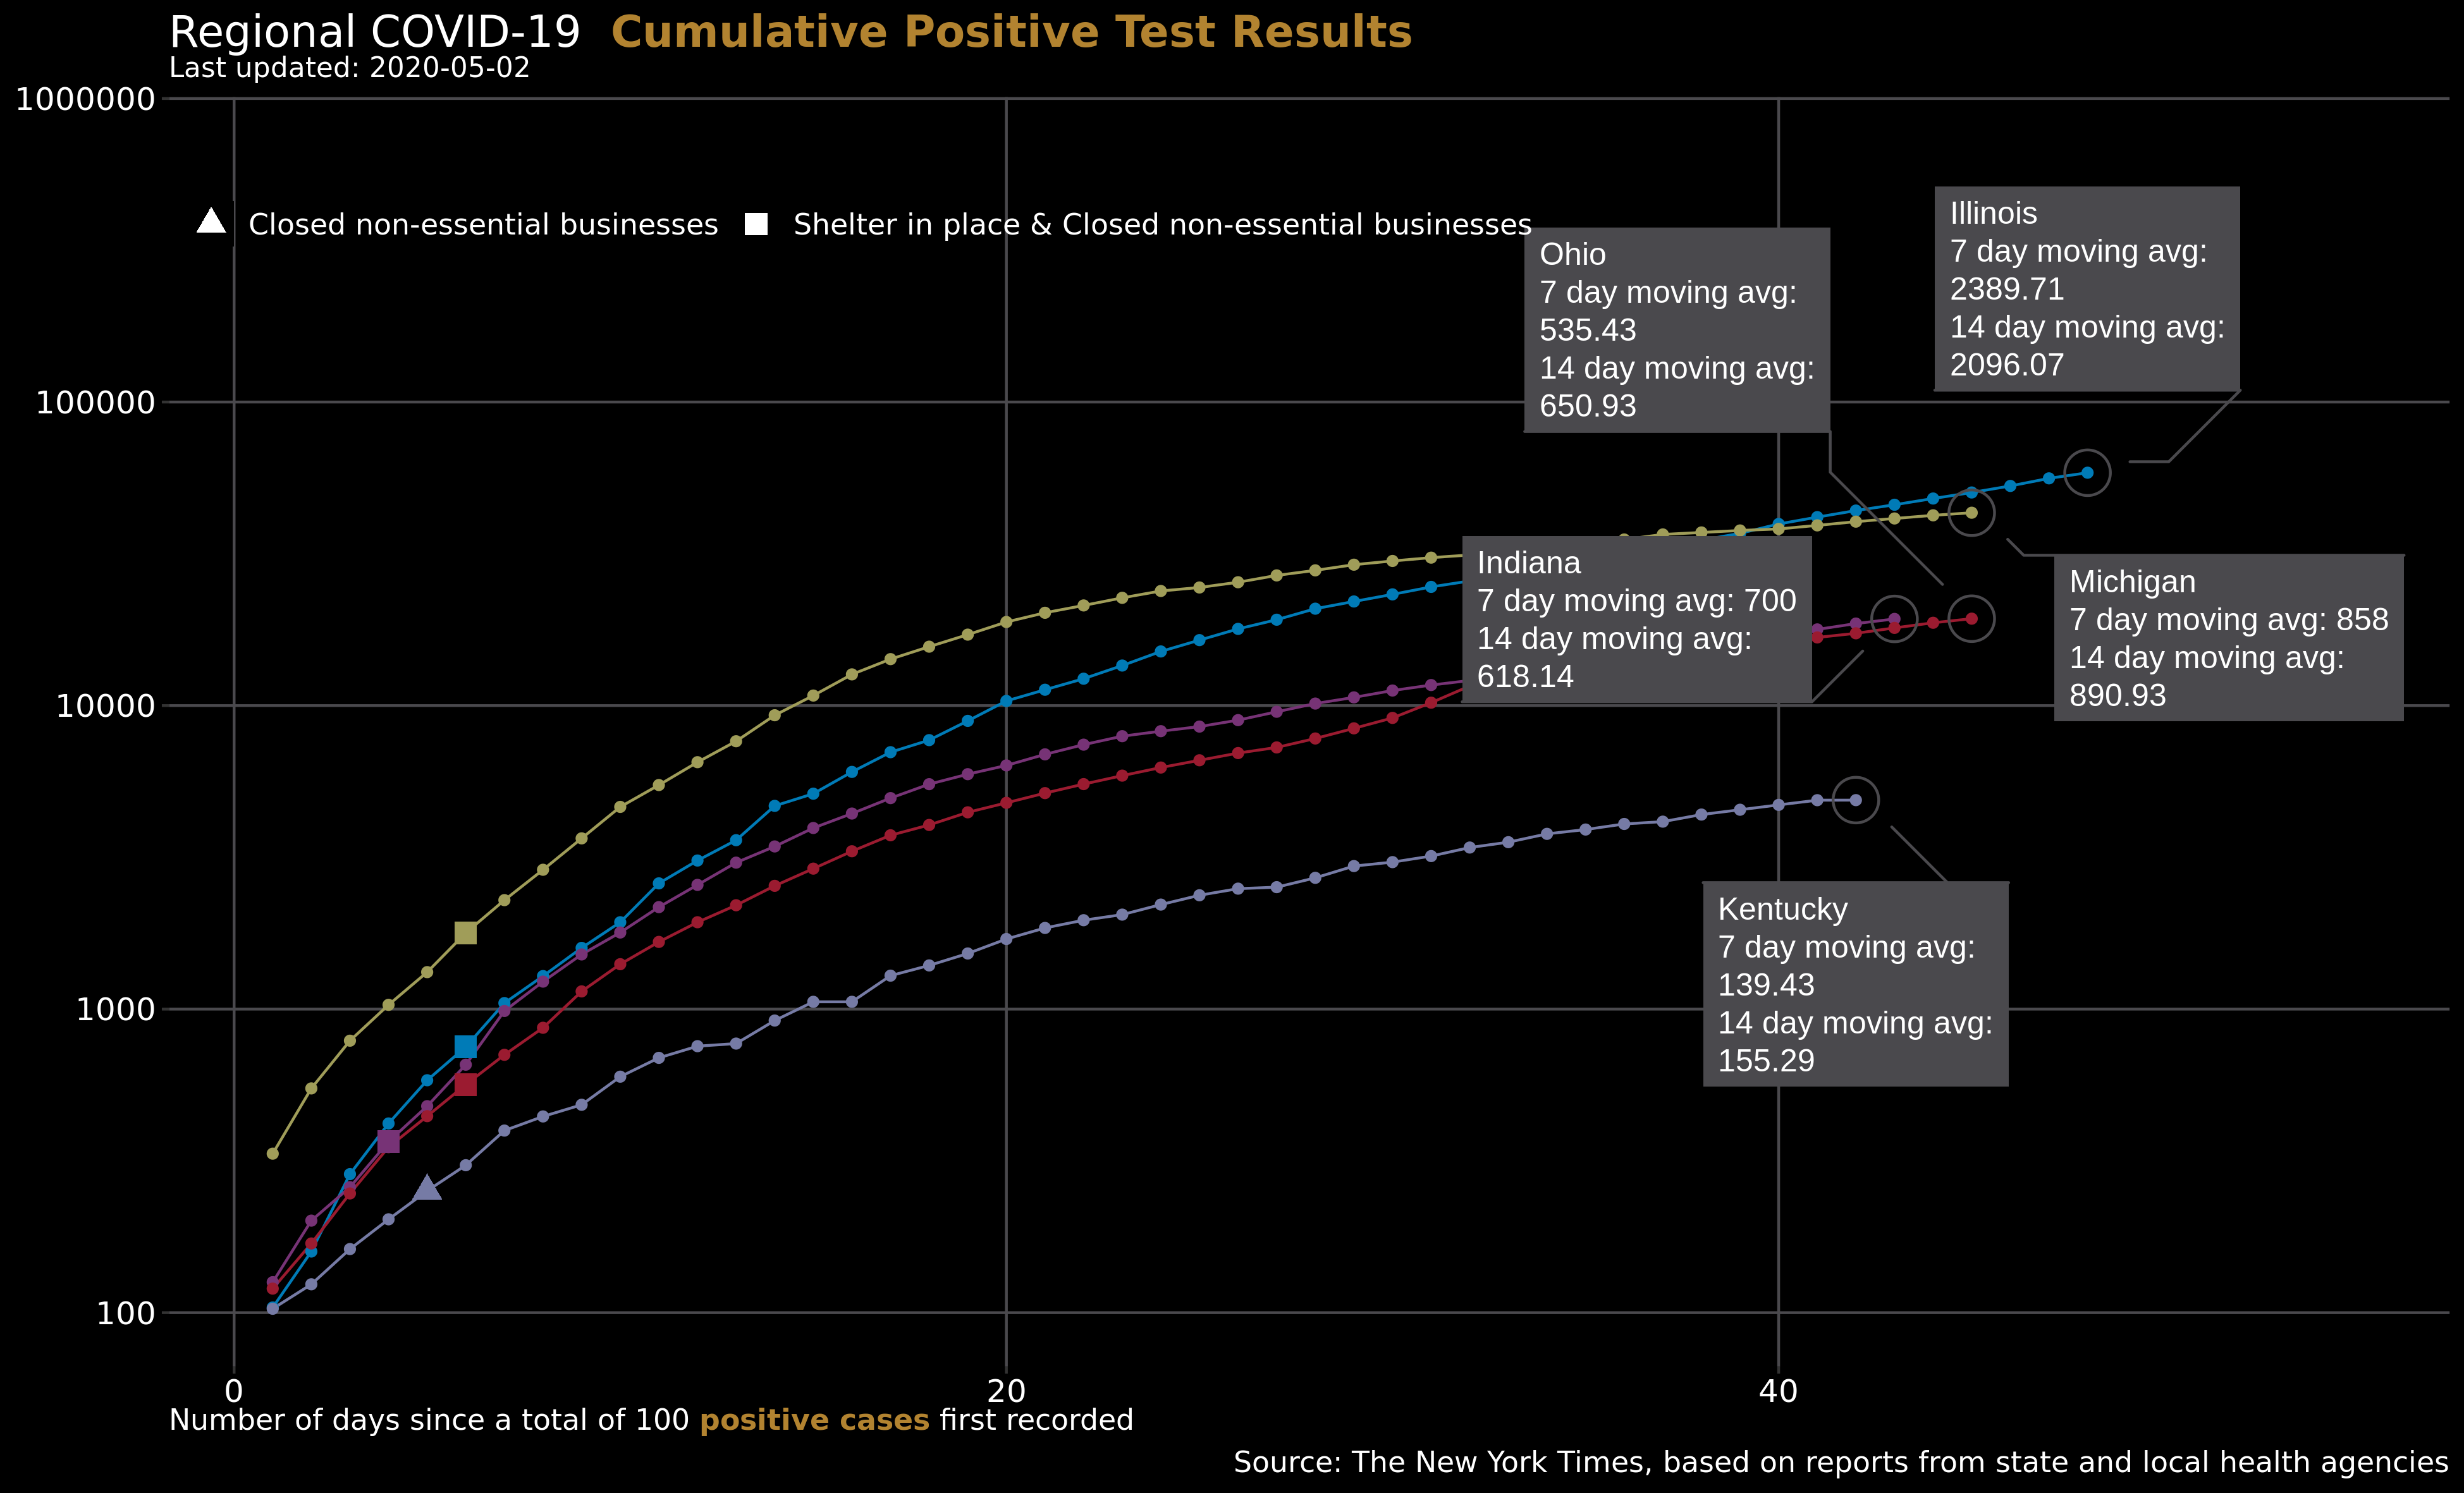 Regional COVID-19 Cumulative Positive Test Results
Last updated: 2020-05-02
1000000
100000
10000
1000
100
Closed non-essential businesses
Shelter in place & Closed non-essential businesses
Ohio
7 day moving avg:
535.43
14 day moving avg:
650.93
Illinois
7 day moving avg:
2389.71
14 day moving avg:
2096.07
Indiana
7 day moving avg: 700
14 day moving avg:
618.14
Michigan
7 day moving avg: 858
14 day moving avg:
890.93
Kentucky
7 day moving avg:
139.43
14 day moving avg:
155.29
0
20
40
Number of days since a total of 100 positive cases first recorded
Source: The New York Times, based on reports from state and local health agencies